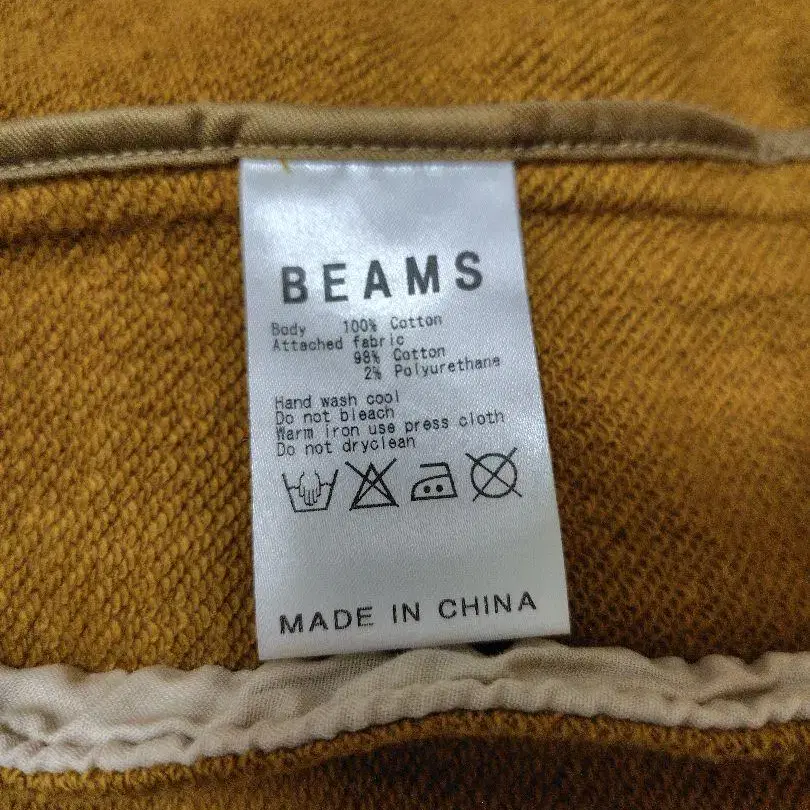 BEAMS
Body 100% Cotton
Attached fabric
98% Cotton
2% Polyurethane
Hand wash cool
Do not bleach
Warm iron use press cloth
Do not dryclean
MADE IN CHINA